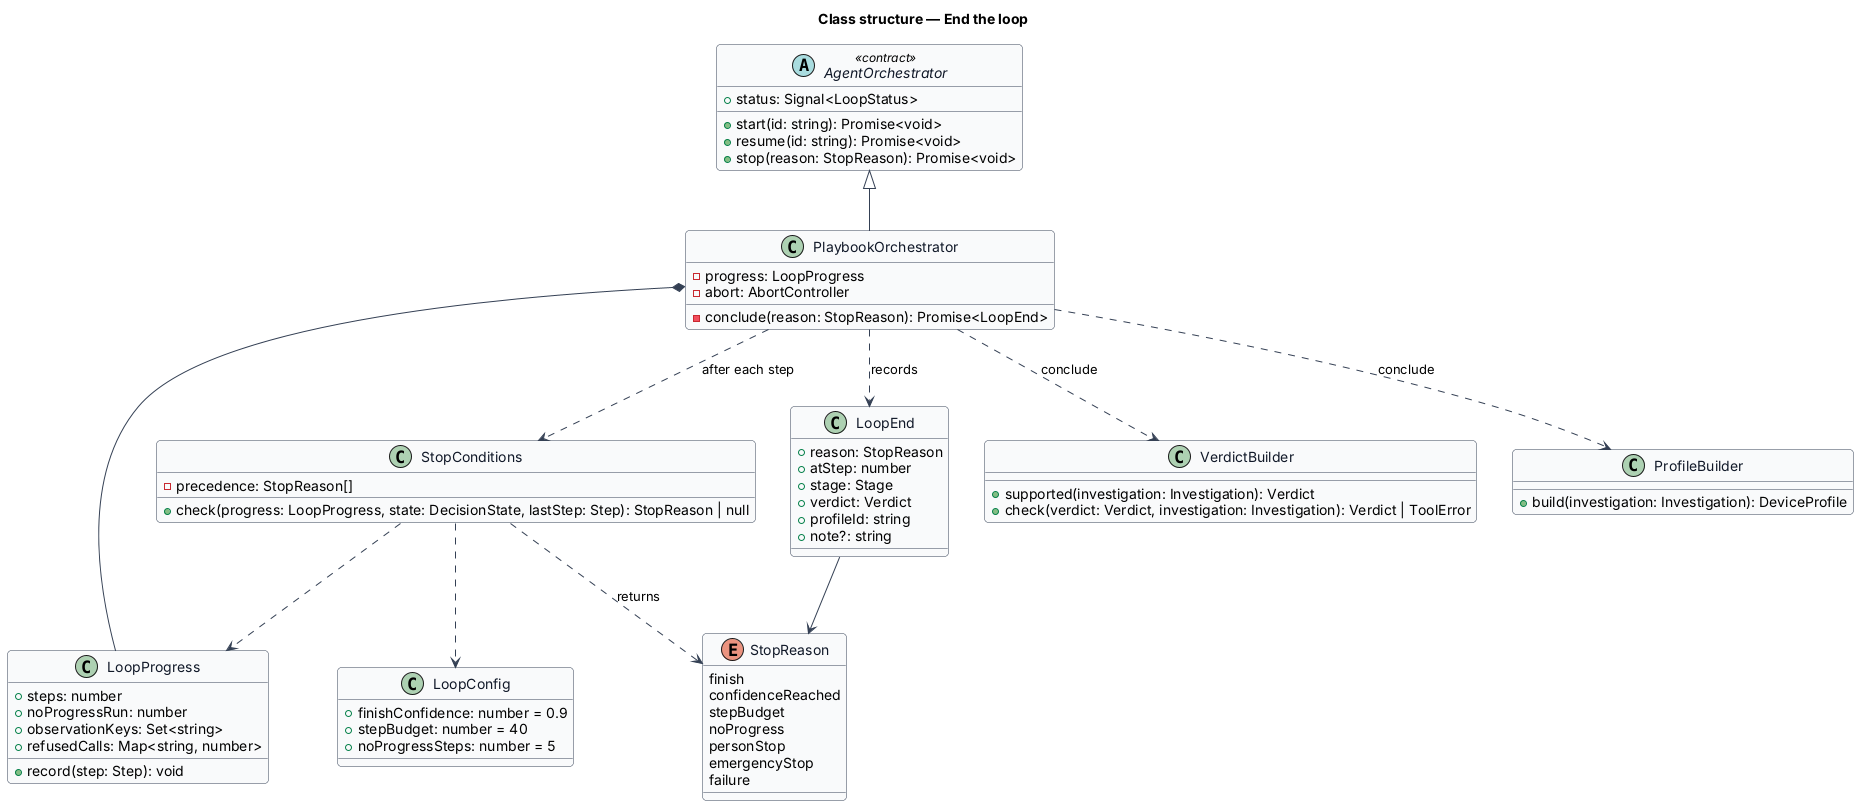 Class structure — End the loop
A
«contract»
AgentOrchestrator
status: Signal<LoopStatus>
start(id: string): Promise<void>
resume(id: string): Promise<void>
stop(reason: StopReason): Promise<void>
C PlaybookOrchestrator
progress: LoopProgress
abort: AbortController
conclude(reason: StopReason): Promise<LoopEnd>
after each step
records
conclude
conclude
C StopConditions
precedence: StopReason[]
check(progress: LoopProgress, state: DecisionState, lastStep: Step): StopReason | null
C LoopEnd
reason: StopReason
atStep: number
stage: Stage
verdict: Verdict
profileId: string
note?: string
C VerdictBuilder
supported(investigation: Investigation): Verdict
check(verdict: Verdict, investigation: Investigation): Verdict | ToolError
C ProfileBuilder
build(investigation: Investigation): DeviceProfile
returns
C LoopProgress
steps: number
noProgressRun: number
observationKeys: Set<string>
refusedCalls: Map<string, number>
record(step: Step): void
C LoopConfig
finishConfidence: number = 0.9
stepBudget: number = 40
noProgressSteps: number = 5
E StopReason
finish
confidenceReached
stepBudget
noProgress
personStop
emergencyStop
failure